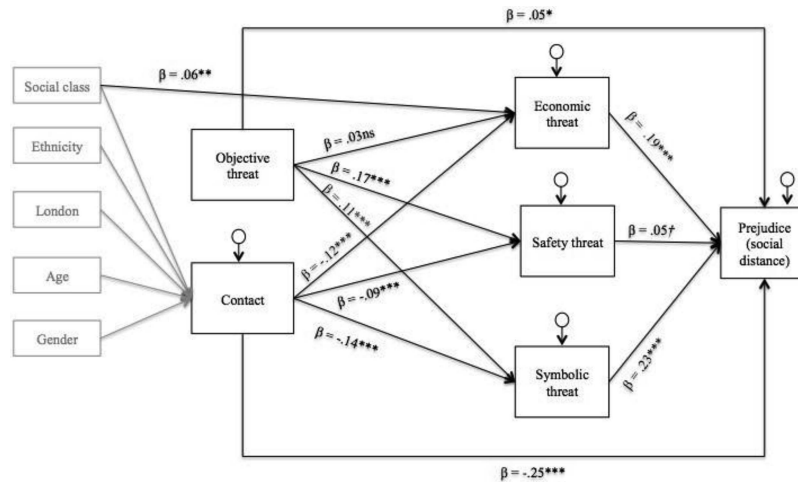 β = .05*
β = .06**
Social class
Economic
threat
Ethnicity
Objective
threat
β = .03ns
β = .19***
β = .17***
London
β = .11***
Safety threat
β = .05†
Prejudice
(social
distance)
β = -.12***
Age
Contact
β = -.09***
Gender
β = -.14***
Symbolic
threat
β = .23***
β = -.25***